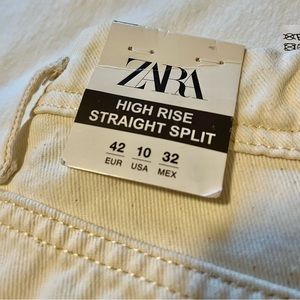 ZARA
HIGH RISE
STRAIGHT SPLIT
42 10 32
EUR USA MEX